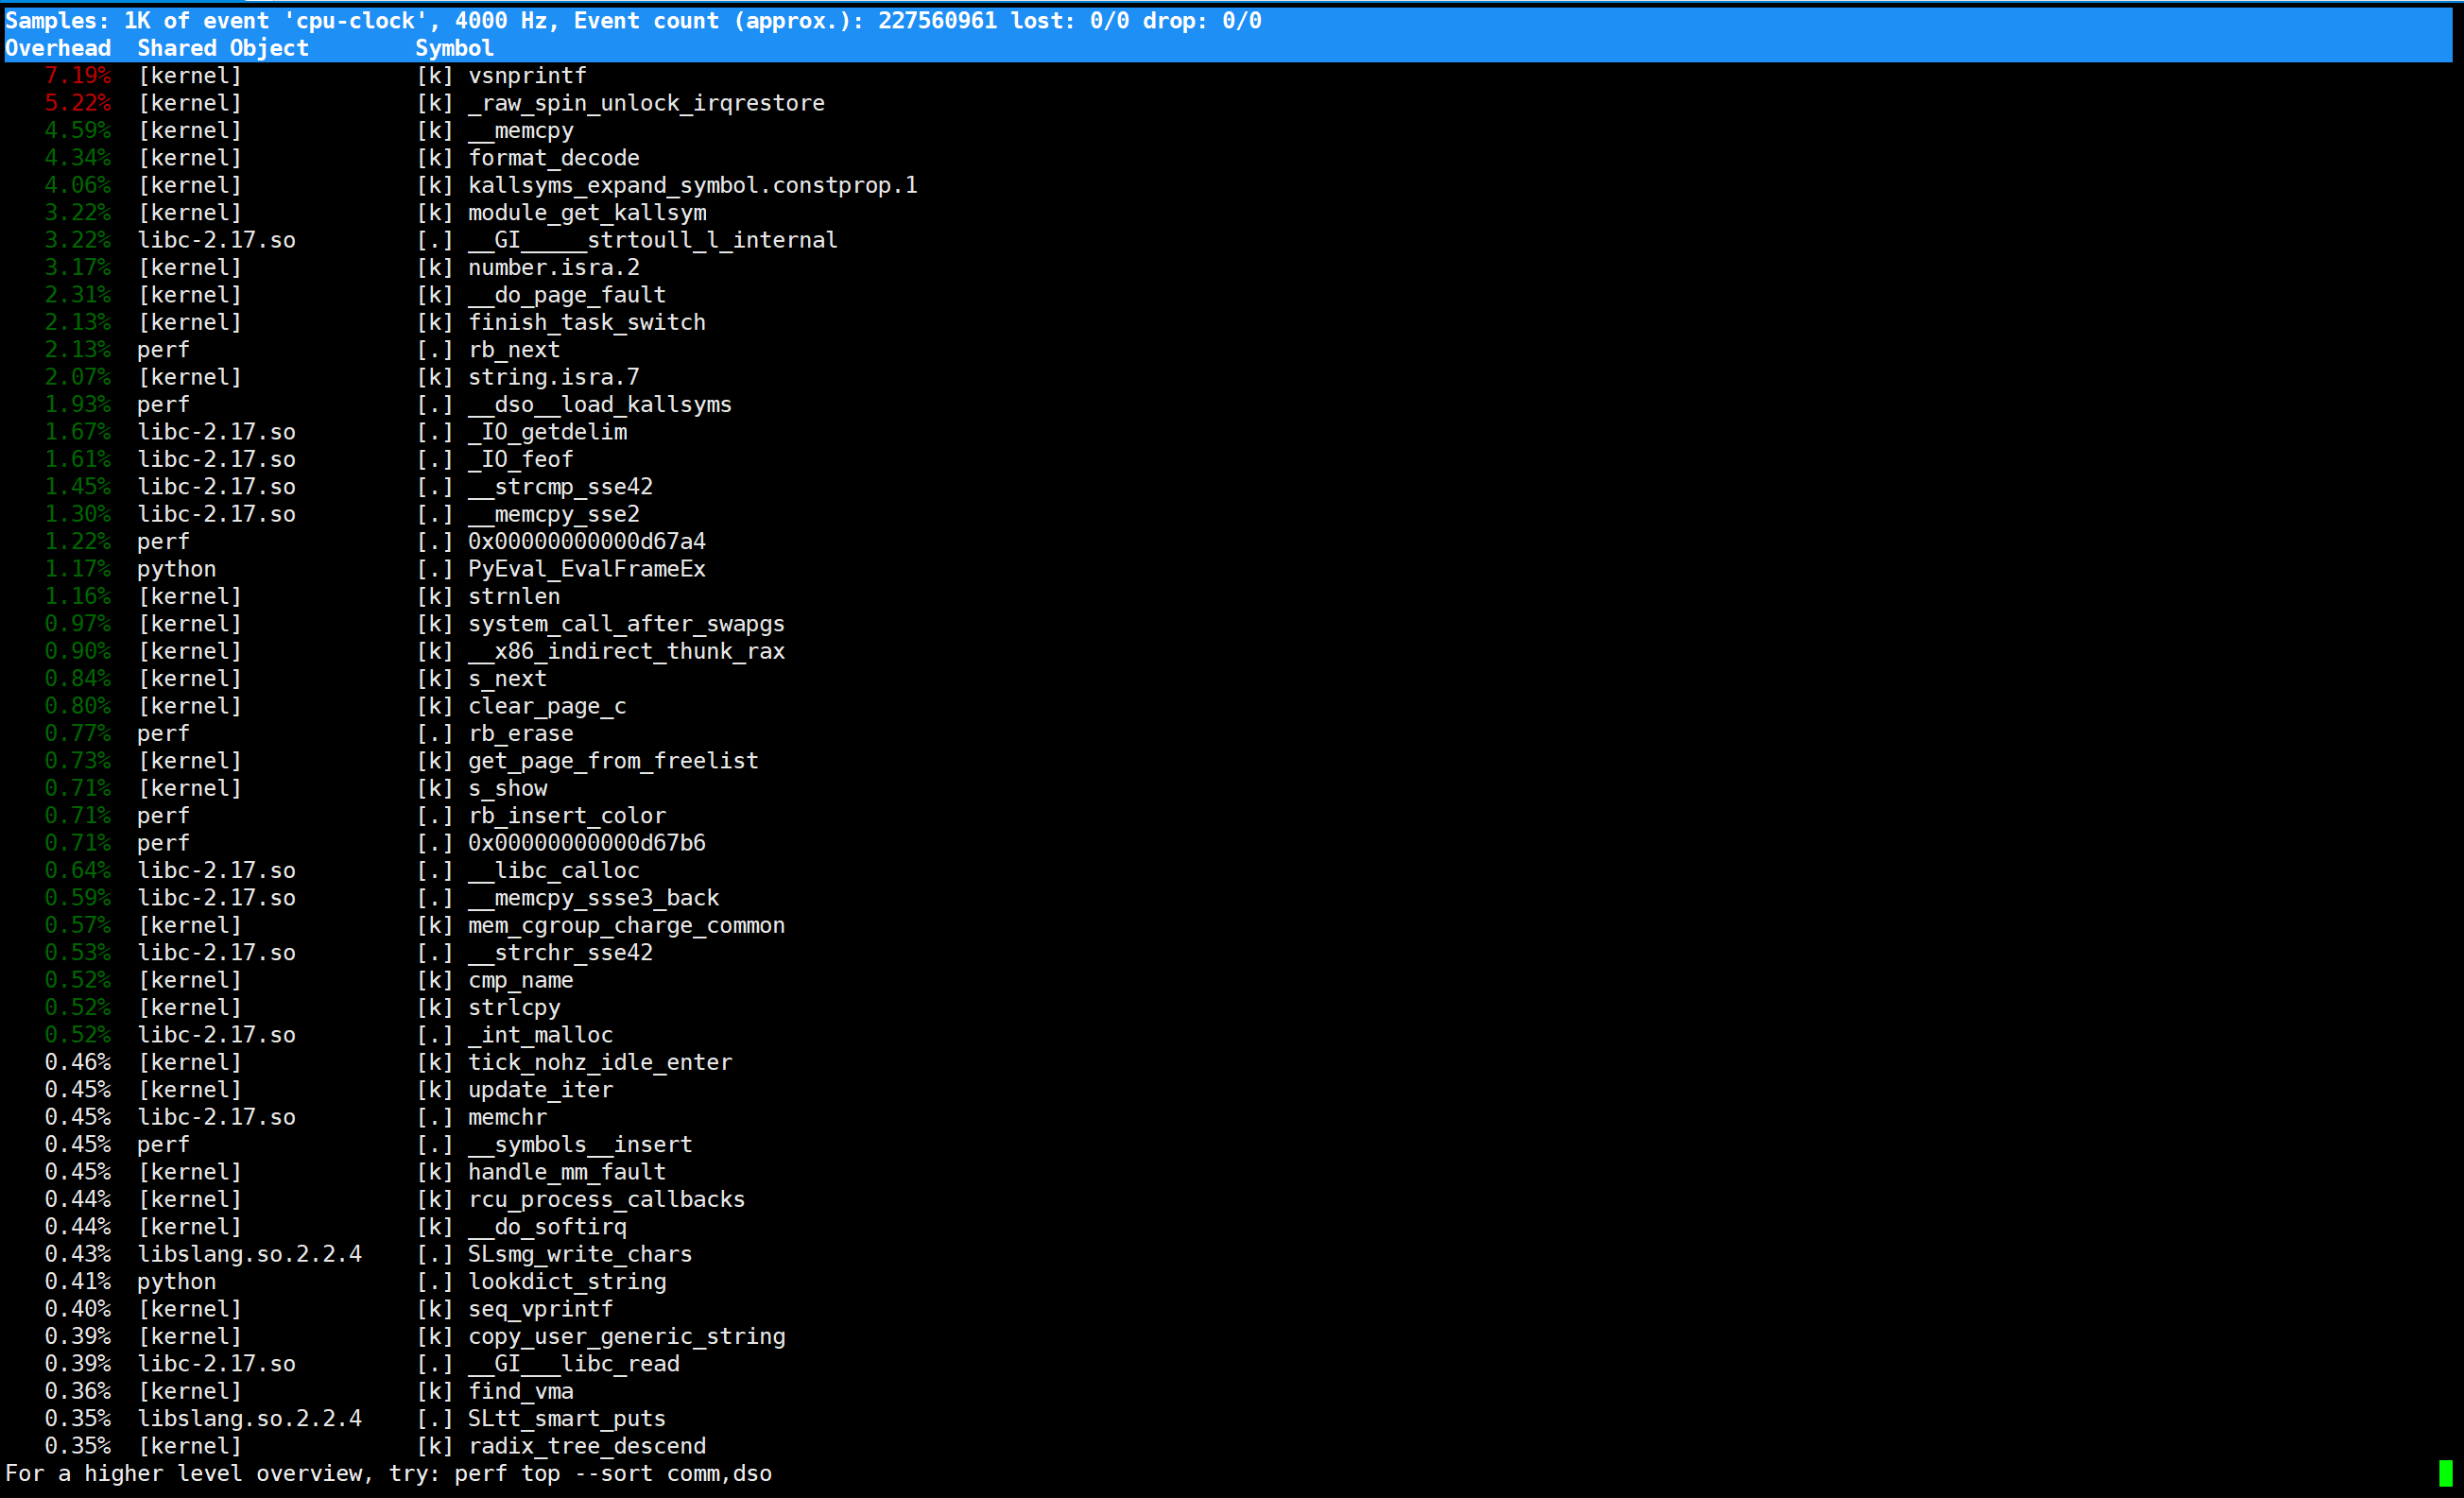 Samples: 1K of event 'cpu-clock', 4000 Hz, Event count (approx.): 227560961 lost: 0/0 drop: 0/0
Overhead  Shared Object        Symbol
   7.19%  [kernel]             [k] vsnprintf
   5.22%  [kernel]             [k] _raw_spin_unlock_irqrestore
   4.59%  [kernel]             [k] __memcpy
   4.34%  [kernel]             [k] format_decode
   4.06%  [kernel]             [k] kallsyms_expand_symbol.constprop.1
   3.22%  [kernel]             [k] module_get_kallsym
   3.22%  libc-2.17.so         [.] __GI_____strtoull_l_internal
   3.17%  [kernel]             [k] number.isra.2
   2.31%  [kernel]             [k] __do_page_fault
   2.13%  [kernel]             [k] finish_task_switch
   2.13%  perf                 [.] rb_next
   2.07%  [kernel]             [k] string.isra.7
   1.93%  perf                 [.] __dso__load_kallsyms
   1.67%  libc-2.17.so         [.] _IO_getdelim
   1.61%  libc-2.17.so         [.] _IO_feof
   1.45%  libc-2.17.so         [.] __strcmp_sse42
   1.30%  libc-2.17.so         [.] __memcpy_sse2
   1.22%  perf                 [.] 0x00000000000d67a4
   1.17%  python               [.] PyEval_EvalFrameEx
   1.16%  [kernel]             [k] strnlen
   0.97%  [kernel]             [k] system_call_after_swapgs
   0.90%  [kernel]             [k] __x86_indirect_thunk_rax
   0.84%  [kernel]             [k] s_next
   0.80%  [kernel]             [k] clear_page_c
   0.77%  perf                 [.] rb_erase
   0.73%  [kernel]             [k] get_page_from_freelist
   0.71%  [kernel]             [k] s_show
   0.71%  perf                 [.] rb_insert_color
   0.71%  perf                 [.] 0x00000000000d67b6
   0.64%  libc-2.17.so         [.] __libc_calloc
   0.59%  libc-2.17.so         [.] __memcpy_ssse3_back
   0.57%  [kernel]             [k] mem_cgroup_charge_common
   0.53%  libc-2.17.so         [.] __strchr_sse42
   0.52%  [kernel]             [k] cmp_name
   0.52%  [kernel]             [k] strlcpy
   0.52%  libc-2.17.so         [.] _int_malloc
   0.46%  [kernel]             [k] tick_nohz_idle_enter
   0.45%  [kernel]             [k] update_iter
   0.45%  libc-2.17.so         [.] memchr
   0.45%  perf                 [.] __symbols__insert
   0.45%  [kernel]             [k] handle_mm_fault
   0.44%  [kernel]             [k] rcu_process_callbacks
   0.44%  [kernel]             [k] __do_softirq
   0.43%  libslang.so.2.2.4    [.] SLsmg_write_chars
   0.41%  python               [.] lookdict_string
   0.40%  [kernel]             [k] seq_vprintf
   0.39%  [kernel]             [k] copy_user_generic_string
   0.39%  libc-2.17.so         [.] __GI___libc_read
   0.36%  [kernel]             [k] find_vma
   0.35%  libslang.so.2.2.4    [.] SLtt_smart_puts
   0.35%  [kernel]             [k] radix_tree_descend
For a higher level overview, try: perf top --sort comm,dso